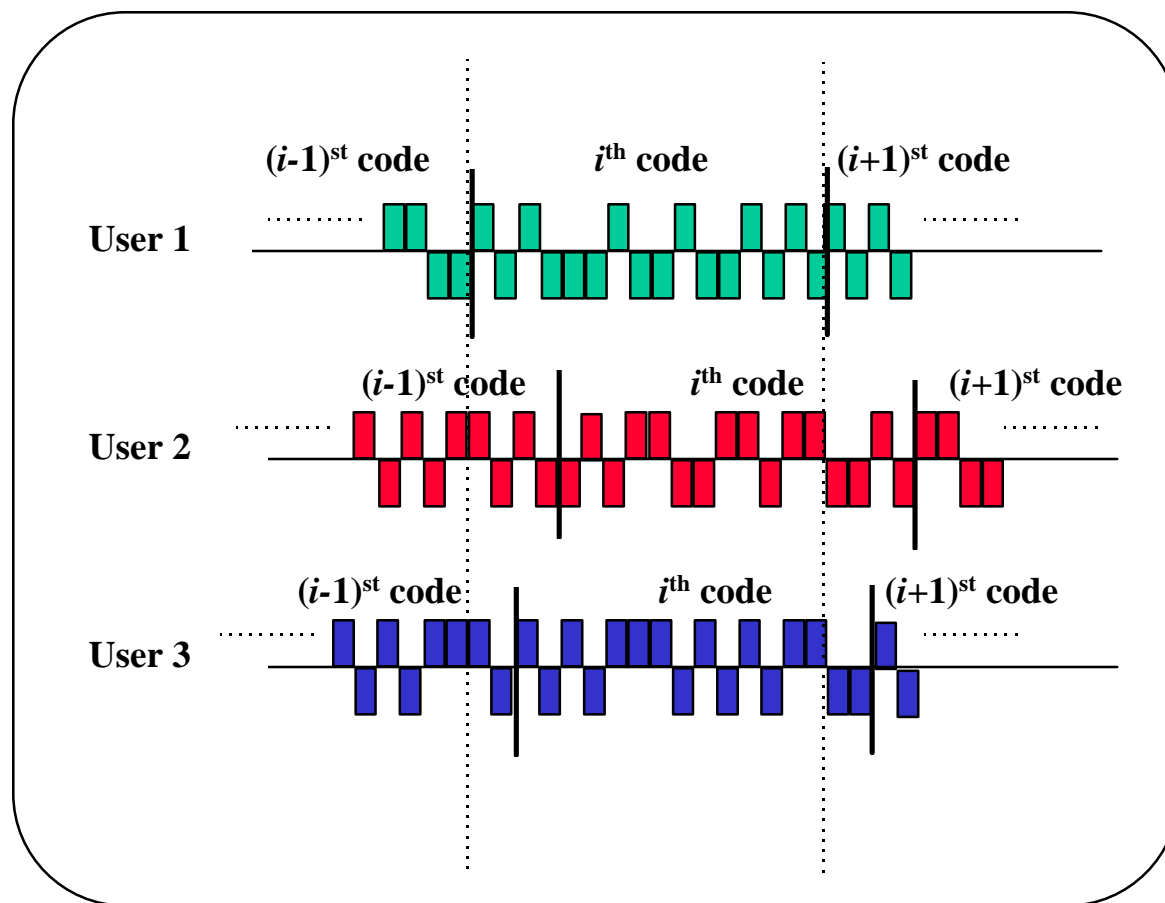 (i-1)st code ith code (i+1)st code
User 1
(i-1)st code ith code (i+1)st code
User 2
(i-1)st code ith code (i+1)st code
User 3